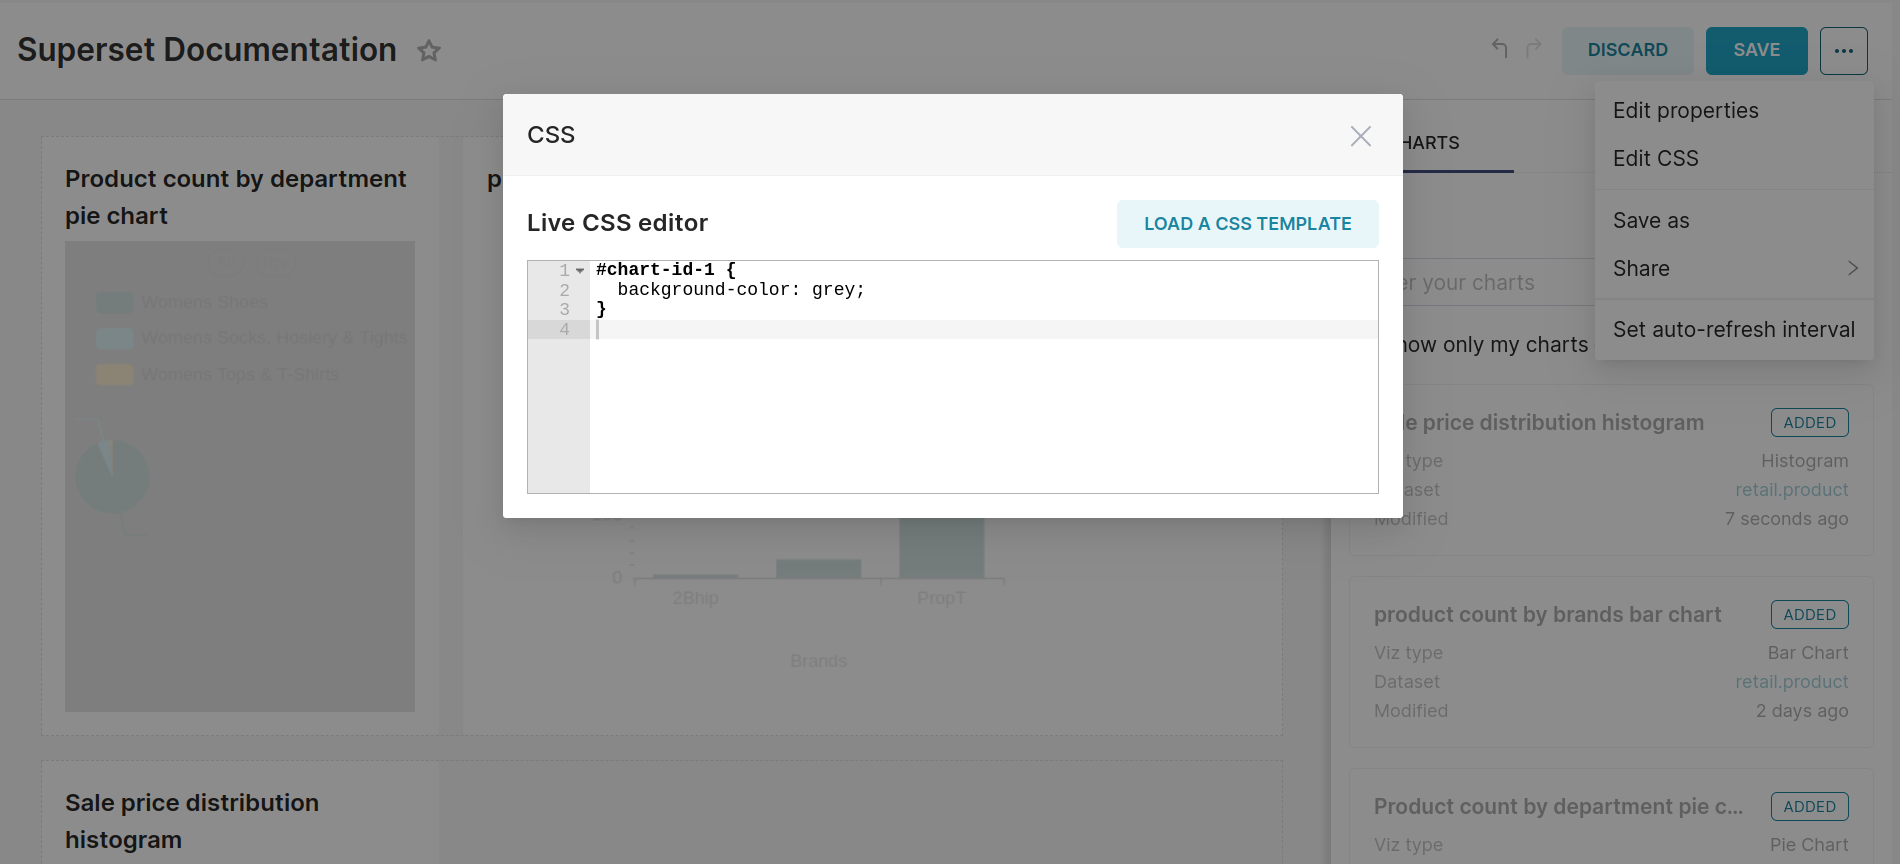 Superset Documentation
DISCARD
SAVE
...
Edit properties
Edit CSS
Save as
Share
Set auto-refresh interval
CSS
Live CSS editor
LOAD A CSS TEMPLATE
1 #chart-id-1 {
2 background-color: grey;
3 }
4
Product count by department
pie chart
Womens Shoes
Womens Socks, Hosiery & Tights
Womens Tops & T-Shirts
p
0
2Bhip
PropT
Brands
Sale price distribution
histogram
HARTS
er your charts
how only my charts
le price distribution histogram
ADDED
type
Histogram
aset
retail.product
Modified
7 seconds ago
product count by brands bar chart
ADDED
Viz type
Bar Chart
Dataset
retail.product
Modified
2 days ago
Product count by department pie c...
ADDED
Viz type
Pie Chart